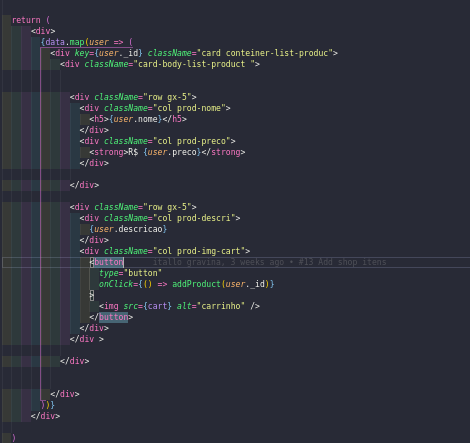 return (
<div>
{data.map(user => (
<div key={user._id} className="card conteiner-list-produc">
<div className="card-body-list-product ">
<div className="row gx-5">
<div className="col prod-nome">
<h5>{user.nome}</h5>
</div>
<div className="col prod-preco">
<strong>R$ {user.preco}</strong>
</div>
</div>
<div className="row gx-5">
<div className="col prod-descri">
{user.descricao}
</div>
<div className="col prod-img-cart">
<button italla gravina, 3 weeks ago • #13 Add shop itens
type="button"
onClick={() => addProduct(user._id)}
>
<img src={cart} alt="carrinho" />
</button>
</div>
</div >
</div>
</div>
))}
</div>
)